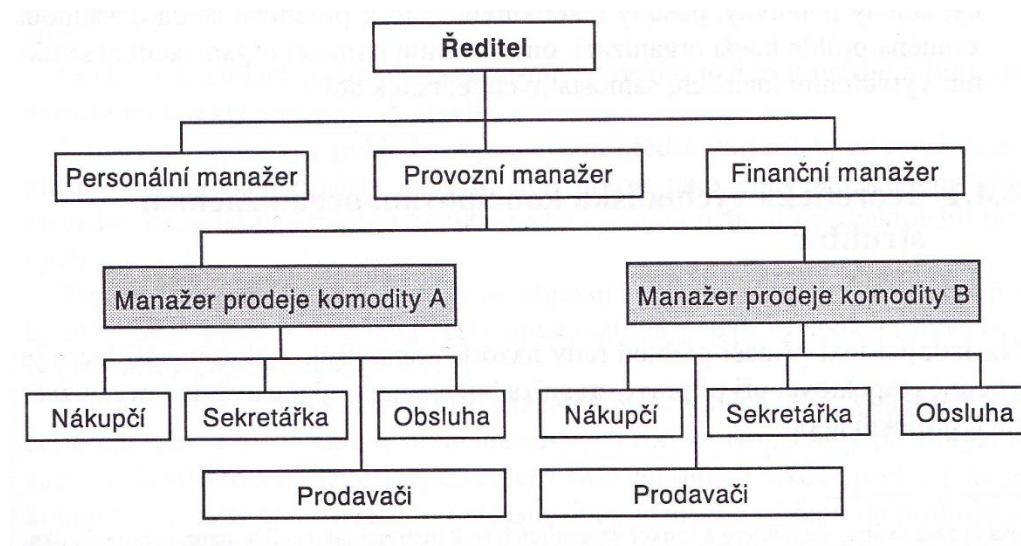 Ředitel
Personální manažer
Provozní manažer
Finanční manažer
Manažer prodeje komodity A
Manažer prodeje komodity B
Nákupčí
Sekretářka
Obsluha
Nákupčí
Sekretářka
Obsluha
Prodavači
Prodavači